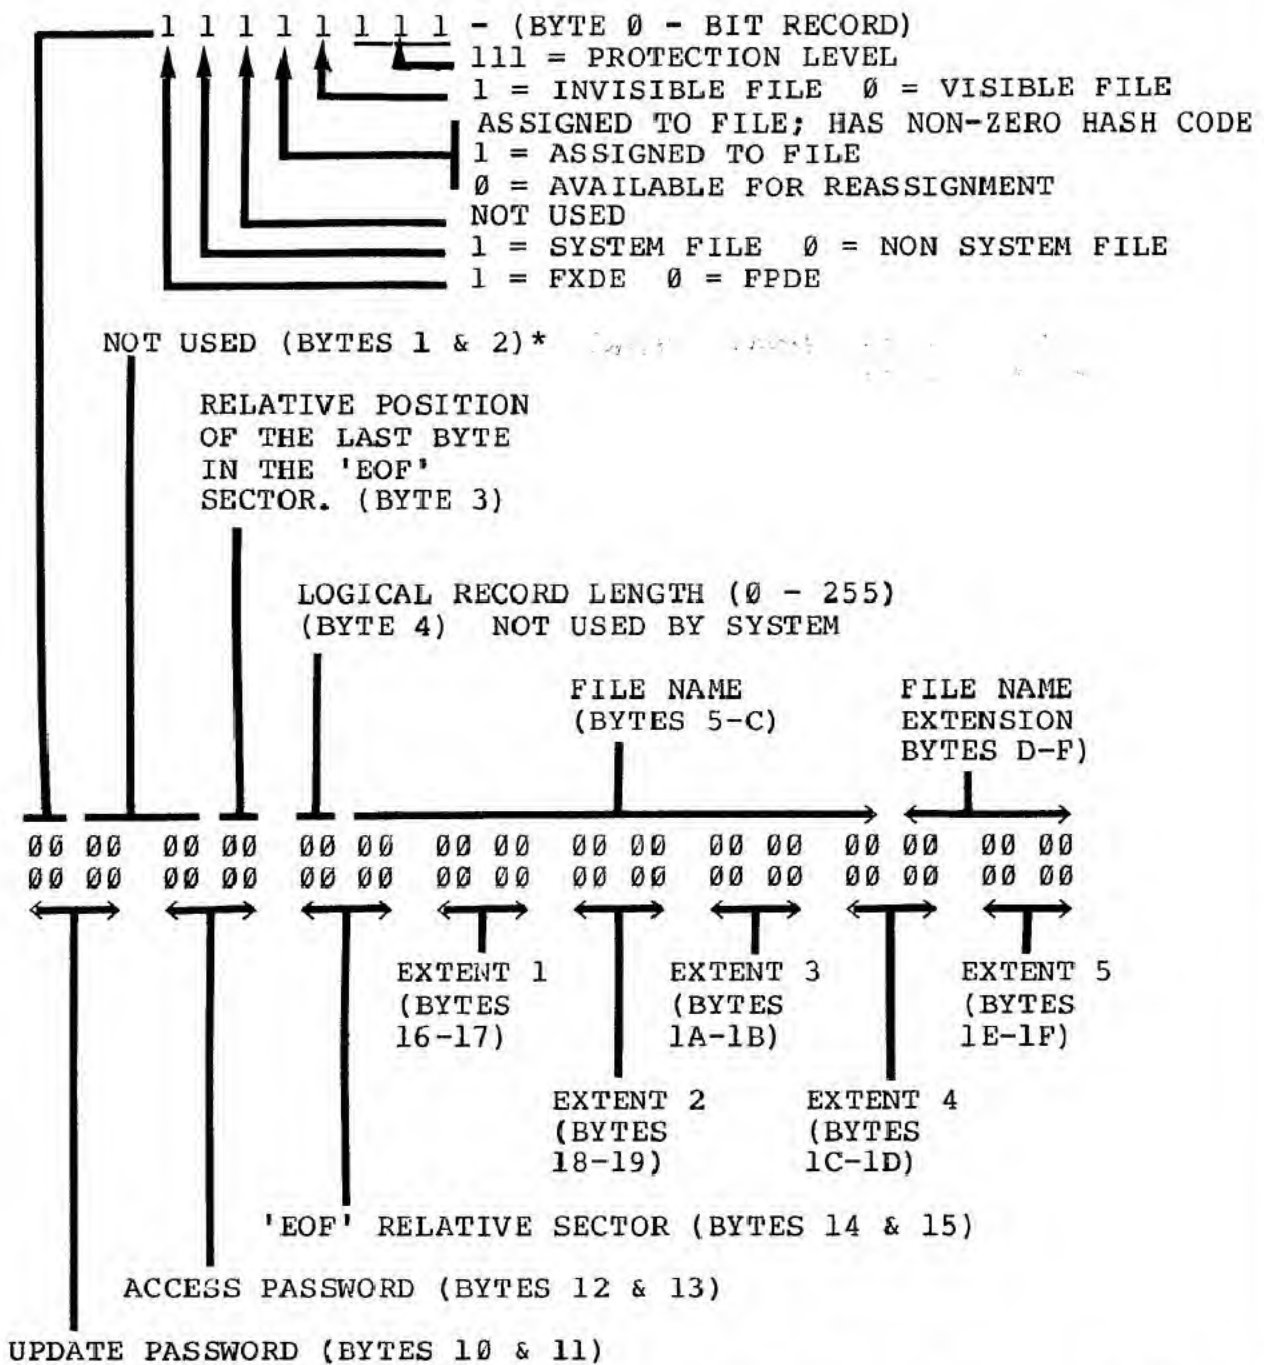 1 1 1 1 1 1 1 1 - (BYTE Ø - BIT RECORD)
111 = PROTECTION LEVEL
1 = INVISIBLE FILE Ø = VISIBLE FILE
ASSIGNED TO FILE; HAS NON-ZERO HASH CODE
1 = ASSIGNED TO FILE
Ø = AVAILABLE FOR REASSIGNMENT
NOT USED
1 = SYSTEM FILE Ø = NON SYSTEM FILE
1 = FXDE Ø = FPDE
NOT USED (BYTES 1 & 2)*
RELATIVE POSITION
OF THE LAST BYTE
IN THE 'EOF'
SECTOR. (BYTE 3)
LOGICAL RECORD LENGTH (Ø - 255)
(BYTE 4) NOT USED BY SYSTEM
FILE NAME
(BYTES 5-C)
FILE NAME
EXTENSION
BYTES D-F)
ØØ ØØ ØØ ØØ ØØ ØØ ØØ ØØ ØØ ØØ ØØ ØØ ØØ ØØ ØØ ØØ
ØØ ØØ ØØ ØØ ØØ ØØ ØØ ØØ ØØ ØØ ØØ ØØ ØØ ØØ ØØ ØØ
EXTENT 1
(BYTES
16-17)
EXTENT 3
(BYTES
1A-1B)
EXTENT 5
(BYTES
1E-1F)
EXTENT 2
(BYTES
18-19)
EXTENT 4
(BYTES
1C-1D)
'EOF' RELATIVE SECTOR (BYTES 14 & 15)
ACCESS PASSWORD (BYTES 12 & 13)
UPDATE PASSWORD (BYTES 1Ø & 11)